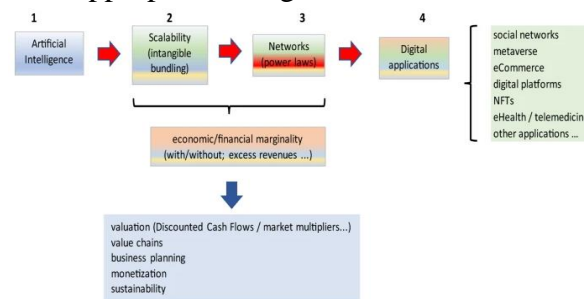 1
2
3
4
Artificial
Intelligence
Scalability
(intangible
bundling)
Networks
(power laws)
Digital
applications
social networks
metaverse
eCommerce
digital platforms
NFTs
eHealth / telemedicin
other applications ...
economic/financial marginality
(with/without; excess revenues ...)
valuation (Discounted Cash Flows / market multipliers...)
value chains
business planning
monetization
sustainability